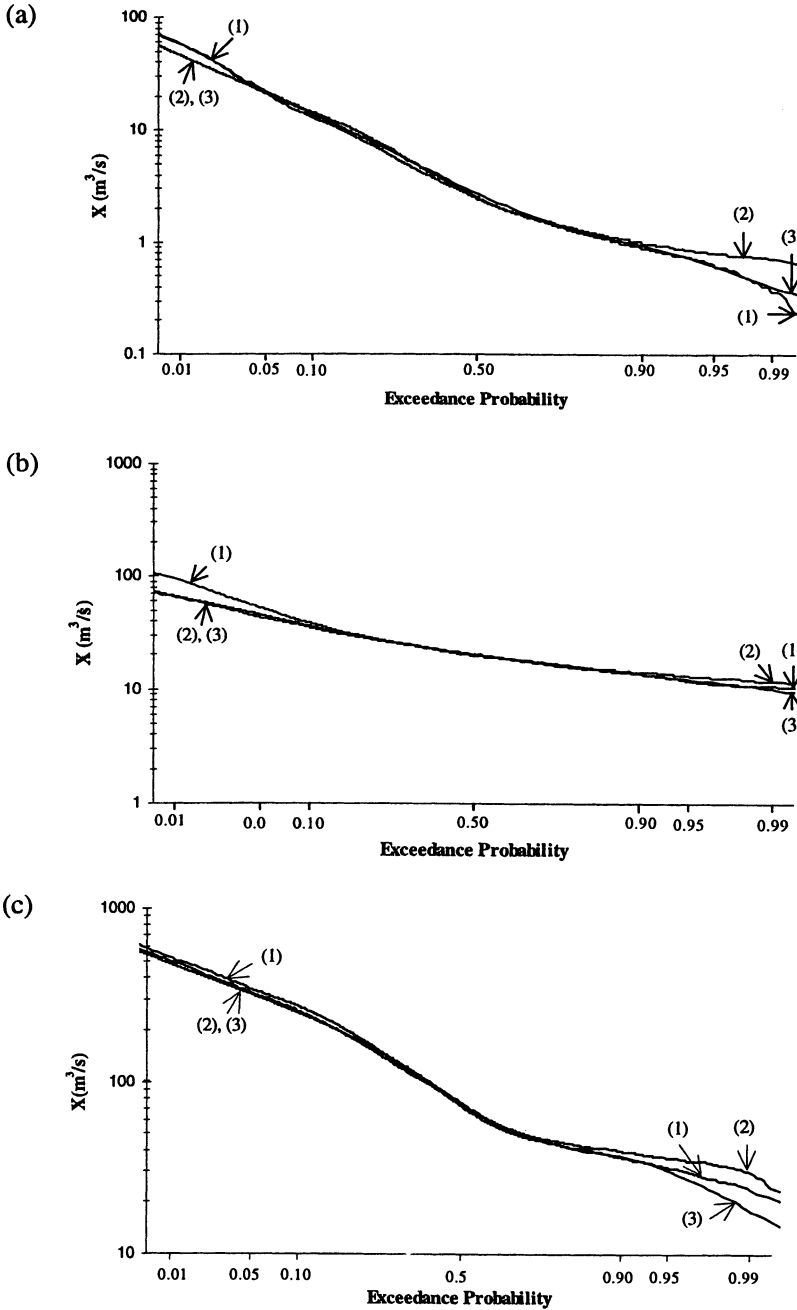 (a)
100
(1)
(2), (3)
10
X (m³/s)
(2)
(3
1
(1)
0.1
0.01 0.05 0.10 0.50 0.90 0.95 0.99
Exceedance Probability
(b)
1000
(1)
100
(2), (3)
X (m³/s)
(2) (1
10
(3
1
0.01 0.0 0.10 0.50 0.90 0.95 0.99
Exceedance Probability
(c)
1000
(1)
(2), (3)
X(m³/s)
100
(1) (2)
(3)
10
0.01 0.05 0.10 0.5 0.90 0.95 0.99
Exceedance Probability